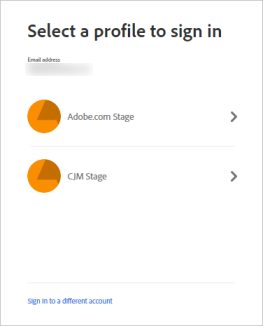 Select a profile to sign in
Email address
Adobe.com Stage
CJM Stage
Sign in to a different account